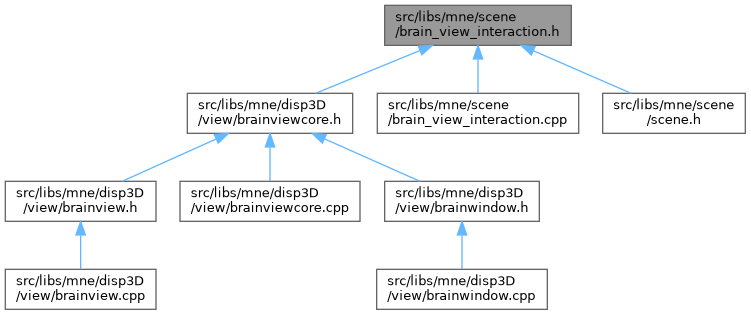 src/libs/mne/scene
/brain_view_interaction.h
src/libs/mne/disp3D
/view/brainviewcore.h
src/libs/mne/scene
/brain_view_interaction.cpp
src/libs/mne/scene
/scene.h
src/libs/mne/disp3D
/view/brainview.h
src/libs/mne/disp3D
/view/brainviewcore.cpp
src/libs/mne/disp3D
/view/brainwindow.h
src/libs/mne/disp3D
/view/brainview.cpp
src/libs/mne/disp3D
/view/brainwindow.cpp